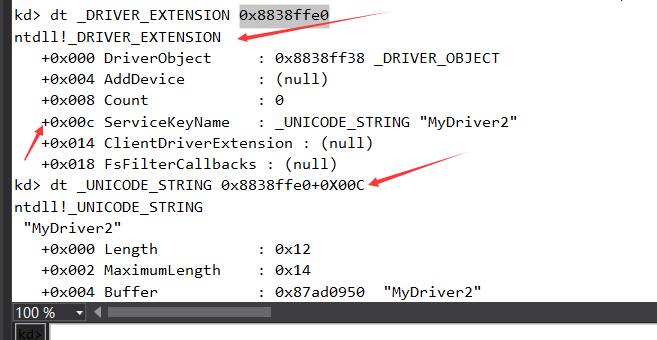 kd> dt _DRIVER_EXTENSION 0x8838ffe0
ntdll!_DRIVER_EXTENSION
   +0x000 DriverObject     : 0x8838ff38 _DRIVER_OBJECT
   +0x004 AddDevice        : (null)
   +0x008 Count            : 0
   +0x00c ServiceKeyName   : _UNICODE_STRING "MyDriver2"
   +0x014 ClientDriverExtension : (null)
   +0x018 FsFilterCallbacks : (null)
kd> dt _UNICODE_STRING 0x8838ffe0+0X00C
ntdll!_UNICODE_STRING
 "MyDriver2"
   +0x000 Length           : 0x12
   +0x002 MaximumLength    : 0x14
   +0x004 Buffer           : 0x87ad0950  "MyDriver2"
100 %
kd>